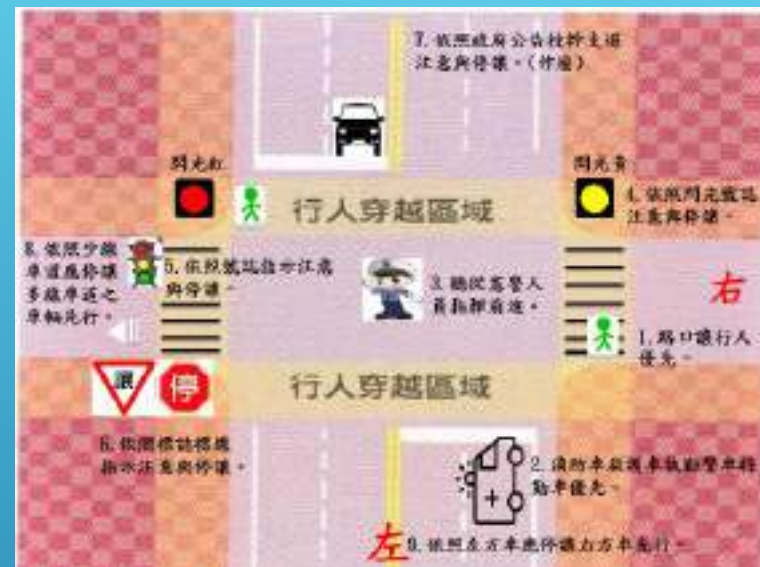 7. 依照政府公告種幹支道
注意與停讓。(作廢)
閃光紅
閃光黃
行人穿越區域
4. 依照閃光號誌
注意與停讓。
8. 依照少線
車道應停讓
多線車道之
車輛先行。
5. 依照號誌指示注意
與停讓。
3. 聽從憲警人
員指揮前進。
右
1. 路口讓行人
優先。
讓
停
行人穿越區域
6. 依照標誌標線
指示注意與停讓。
2. 消防車救護車執勤警車
動車優先。
左
9. 依照左方車應停讓右方車先行。